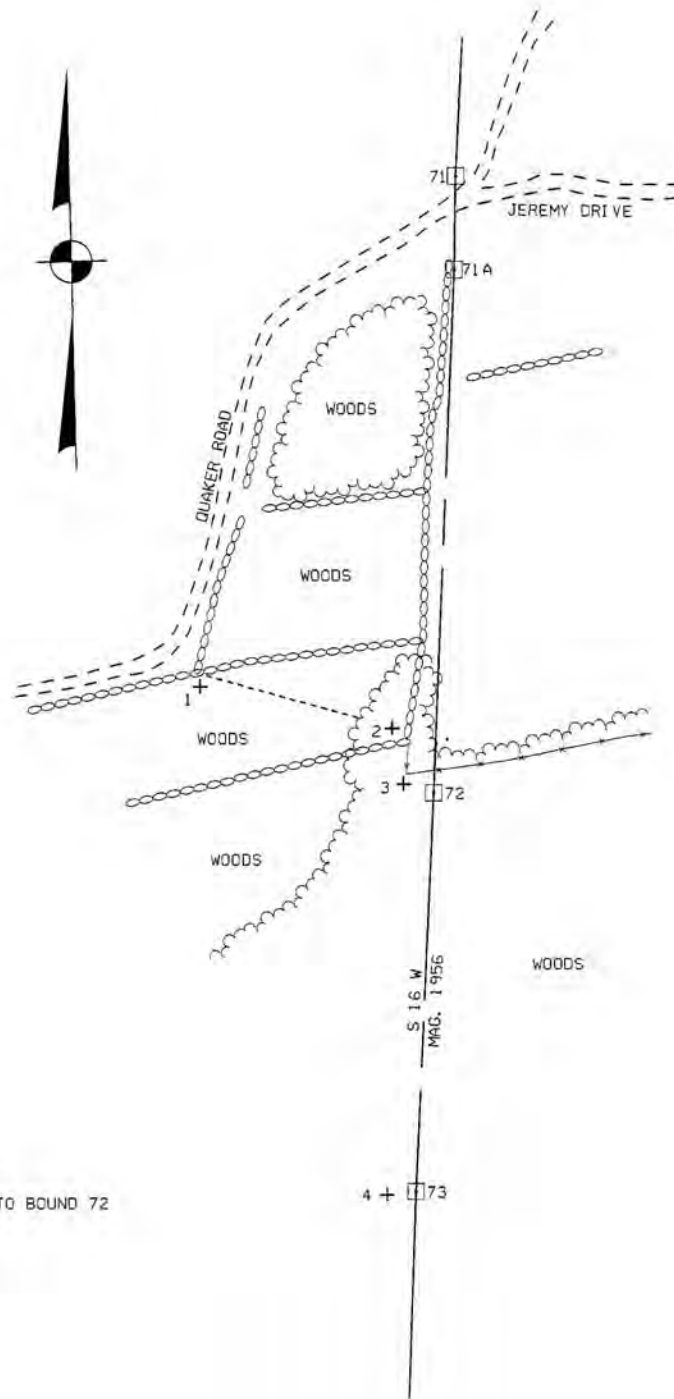 71
JEREMY DRIVE
71A
WOODS
QUAKER ROAD
WOODS
1
WOODS
2
3
72
WOODS
WOODS
S 16 W
MAG. 1956
4
73
TO BOUND 72